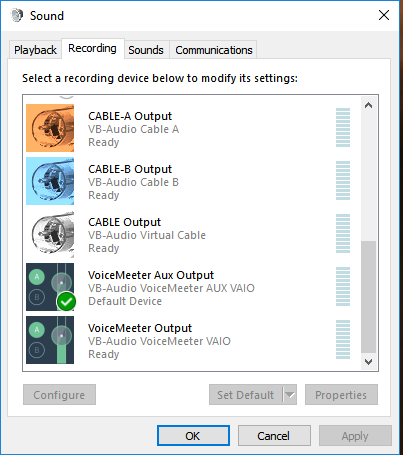 Sound
Playback Recording Sounds Communications
Select a recording device below to modify its settings:
CABLE-A Output
VB-Audio Cable A
Ready
CABLE-B Output
VB-Audio Cable B
Ready
CABLE Output
VB-Audio Virtual Cable
Ready
A
B
VoiceMeeter Aux Output
VB-Audio VoiceMeeter AUX VAIO
Default Device
A
B
VoiceMeeter Output
VB-Audio VoiceMeeter VAIO
Ready
Configure Set Default Properties
OK Cancel Apply